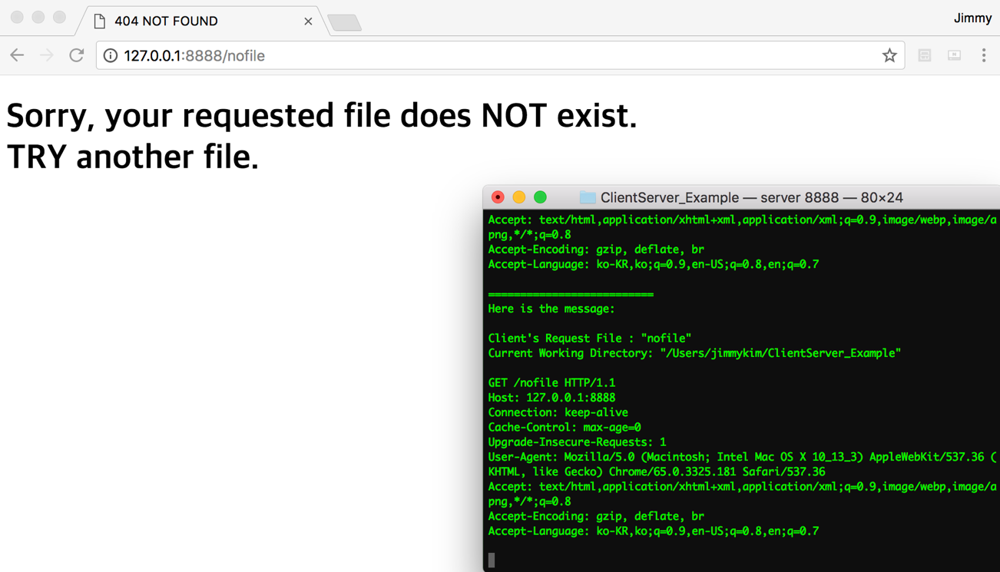 404 NOT FOUND
Jimmy
127.0.0.1:8888/nofile
Sorry, your requested file does NOT exist.
TRY another file.
ClientServer_Example — server 8888 — 80×24
Accept: text/html,application/xhtml+xml,application/xml;q=0.9,image/webp,image/a
png,*/*;q=0.8
Accept-Encoding: gzip, deflate, br
Accept-Language: ko-KR,ko;q=0.9,en-US;q=0.8,en;q=0.7
==========================
Here is the message:
Client's Request File : "nofile"
Current Working Directory: "/Users/jimmykim/ClientServer_Example"
GET /nofile HTTP/1.1
Host: 127.0.0.1:8888
Connection: keep-alive
Cache-Control: max-age=0
Upgrade-Insecure-Requests: 1
User-Agent: Mozilla/5.0 (Macintosh; Intel Mac OS X 10_13_3) AppleWebKit/537.36 (
KHTML, like Gecko) Chrome/65.0.3325.181 Safari/537.36
Accept: text/html,application/xhtml+xml,application/xml;q=0.9,image/webp,image/a
png,*/*;q=0.8
Accept-Encoding: gzip, deflate, br
Accept-Language: ko-KR,ko;q=0.9,en-US;q=0.8,en;q=0.7